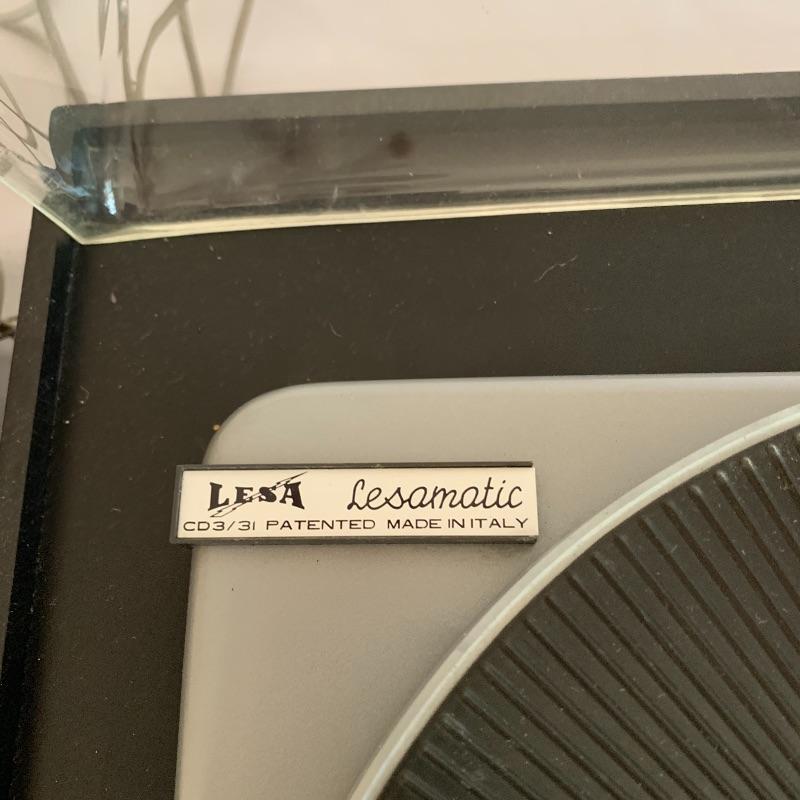 LESA Lesamatic
CD3/31 PATENTED MADE IN ITALY